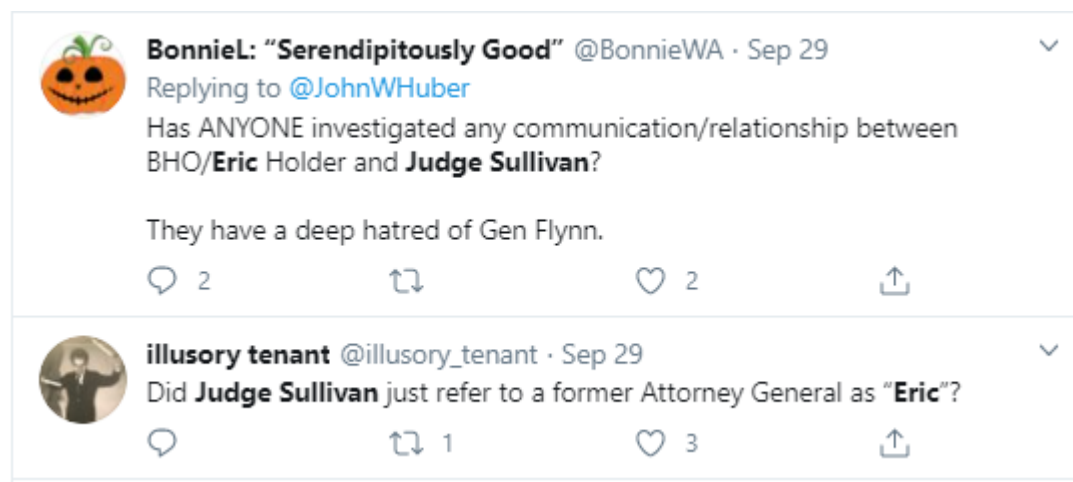 BonnieL: “Serendipitously Good” @BonnieWA · Sep 29
Replying to @JohnWHuber
Has ANYONE investigated any communication/relationship between
BHO/Eric Holder and Judge Sullivan?
They have a deep hatred of Gen Flynn.
2 2
illusory tenant @illusory_tenant · Sep 29
Did Judge Sullivan just refer to a former Attorney General as “Eric”?
1 3